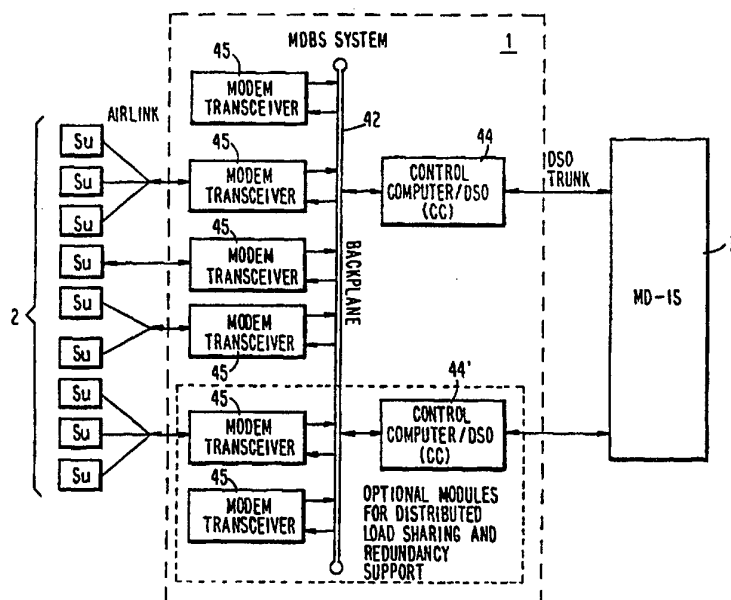 MDBS SYSTEM
1
45
MODEM
TRANSCEIVER
AIRLINK
42
Su
Su
Su
Su
Su
Su
Su
Su
Su
2
45
MODEM
TRANSCEIVER
45
MODEM
TRANSCEIVER
MODEM
TRANSCEIVER
45
45
MODEM
TRANSCEIVER
45
MODEM
TRANSCEIVER
BACKPLANE
44
CONTROL
COMPUTER/DSO
(CC)
DSO
TRUNK
MD-IS
44'
CONTROL
COMPUTER/DSO
(CC)
OPTIONAL MODULES
FOR DISTRIBUTED
LOAD SHARING AND
REDUNDANCY
SUPPORT